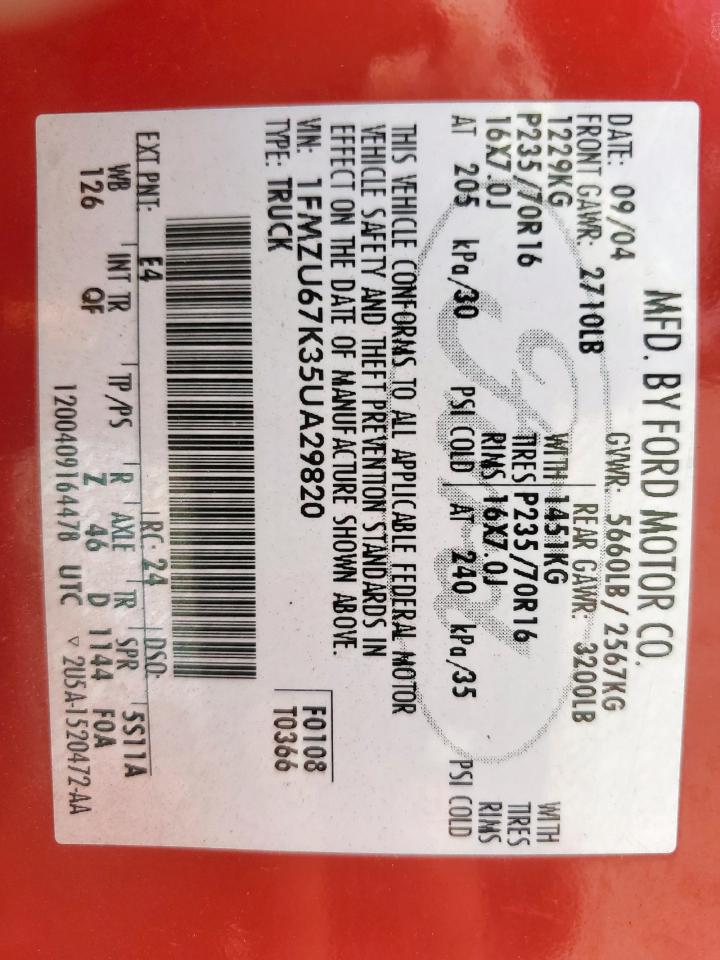 MFD. BY FORD MOTOR CO.
DATE: 09/04 GVWR: 5660LB / 2567KG
FRONT GAWR: 2710LB REAR GAWR: 3200LB
1229KG WITH 1451KG WITH
P235/70R16 TIRES P235/70R16 TIRES
16X7.0J RIMS 16X7.0J RIMS
AT 205 kPa/30 PSI COLD AT 240 kPa/35 PSI COLD
THIS VEHICLE CONFORMS TO ALL APPLICABLE FEDERAL MOTOR
VEHICLE SAFETY AND THEFT PREVENTION STANDARDS IN
EFFECT ON THE DATE OF MANUFACTURE SHOWN ABOVE.
VIN: 1FMZU67K35UA29820 F0108
TYPE: TRUCK T0366
EXT PNT: E4 RC: 24 DSO: 5S11A
WB INT TR TP/PS R AXLE TR SPR
126 QF Z 46 D 1144 F0A
1200409164478 UTC ▽ 2U5A-1520472-AA
Ford